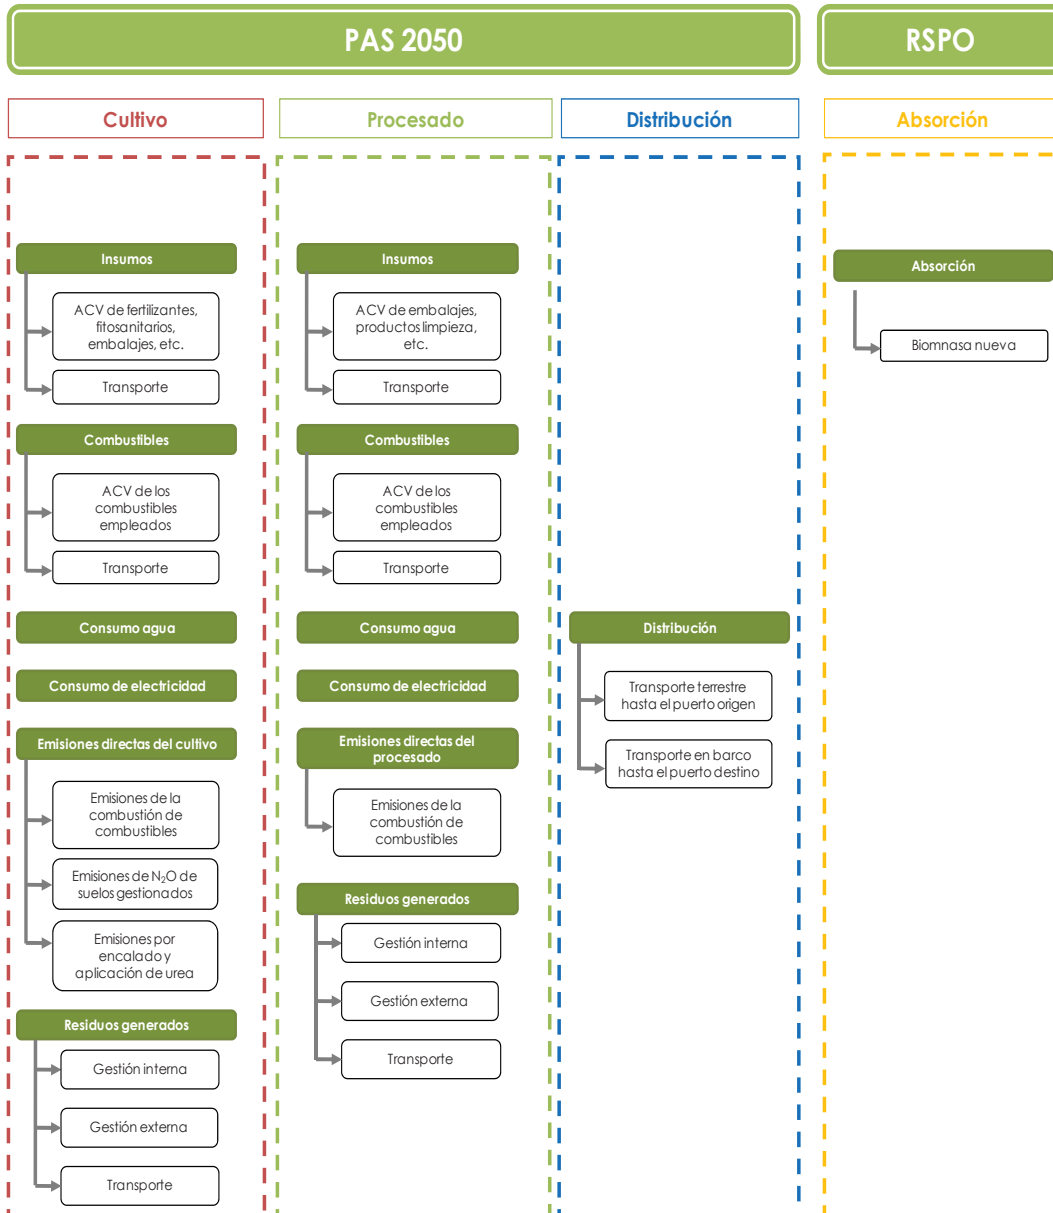 PAS 2050
RSPO
Cultivo
Procesado
Distribución
Absorción
Insumos
ACV de fertilizantes,
fitosanitarios,
embalajes, etc.
Transporte
Combustibles
ACV de los
combustibles
empleados
Transporte
Consumo agua
Consumo de electricidad
Emisiones directas del cultivo
Emisiones de la
combustión de
combustibles
Emisiones de N₂O de
suelos gestionados
Emisiones por
encalado y
aplicación de urea
Residuos generados
Gestión interna
Gestión externa
Transporte
Insumos
ACV de embalajes,
productos limpieza,
etc.
Transporte
Combustibles
ACV de los
combustibles
empleados
Transporte
Consumo agua
Consumo de electricidad
Emisiones directas del
procesado
Emisiones de la
combustión de
combustibles
Residuos generados
Gestión interna
Gestión externa
Transporte
Distribución
Transporte terrestre
hasta el puerto origen
Transporte en barco
hasta el puerto destino
Absorción
Biomnasa nueva